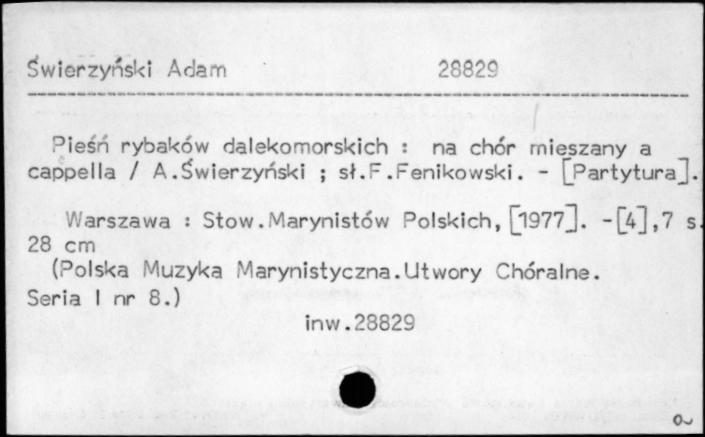 Świerzyński Adam 28829
Pieśń rybaków dalekomorskich : na chór mieszany a
cappella / A.Świerzyński ; sł.F.Fenikowski. - [Partytura].
Warszawa : Stow.Marynistów Polskich, [1977]. -[4],7 s.
28 cm
(Polska Muzyka Marynistyczna.Utwory Chóralne.
Seria I nr 8.)
inw.28829